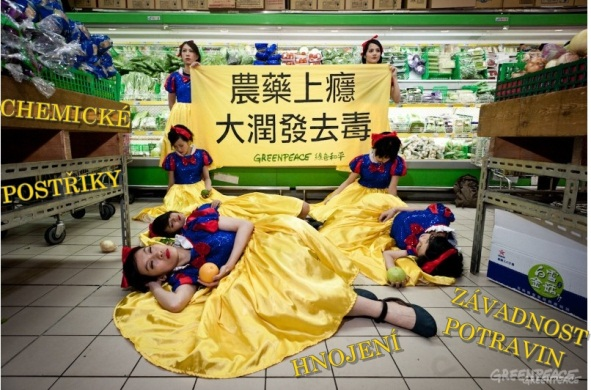 農藥上癮
大潤發去毒
GREENPEACE 綠色和平
CHEMICKÉ
POSTŘIKY
HNOJENÍ
ZÁVADNOST
POTRAVIN
GREENPEACE